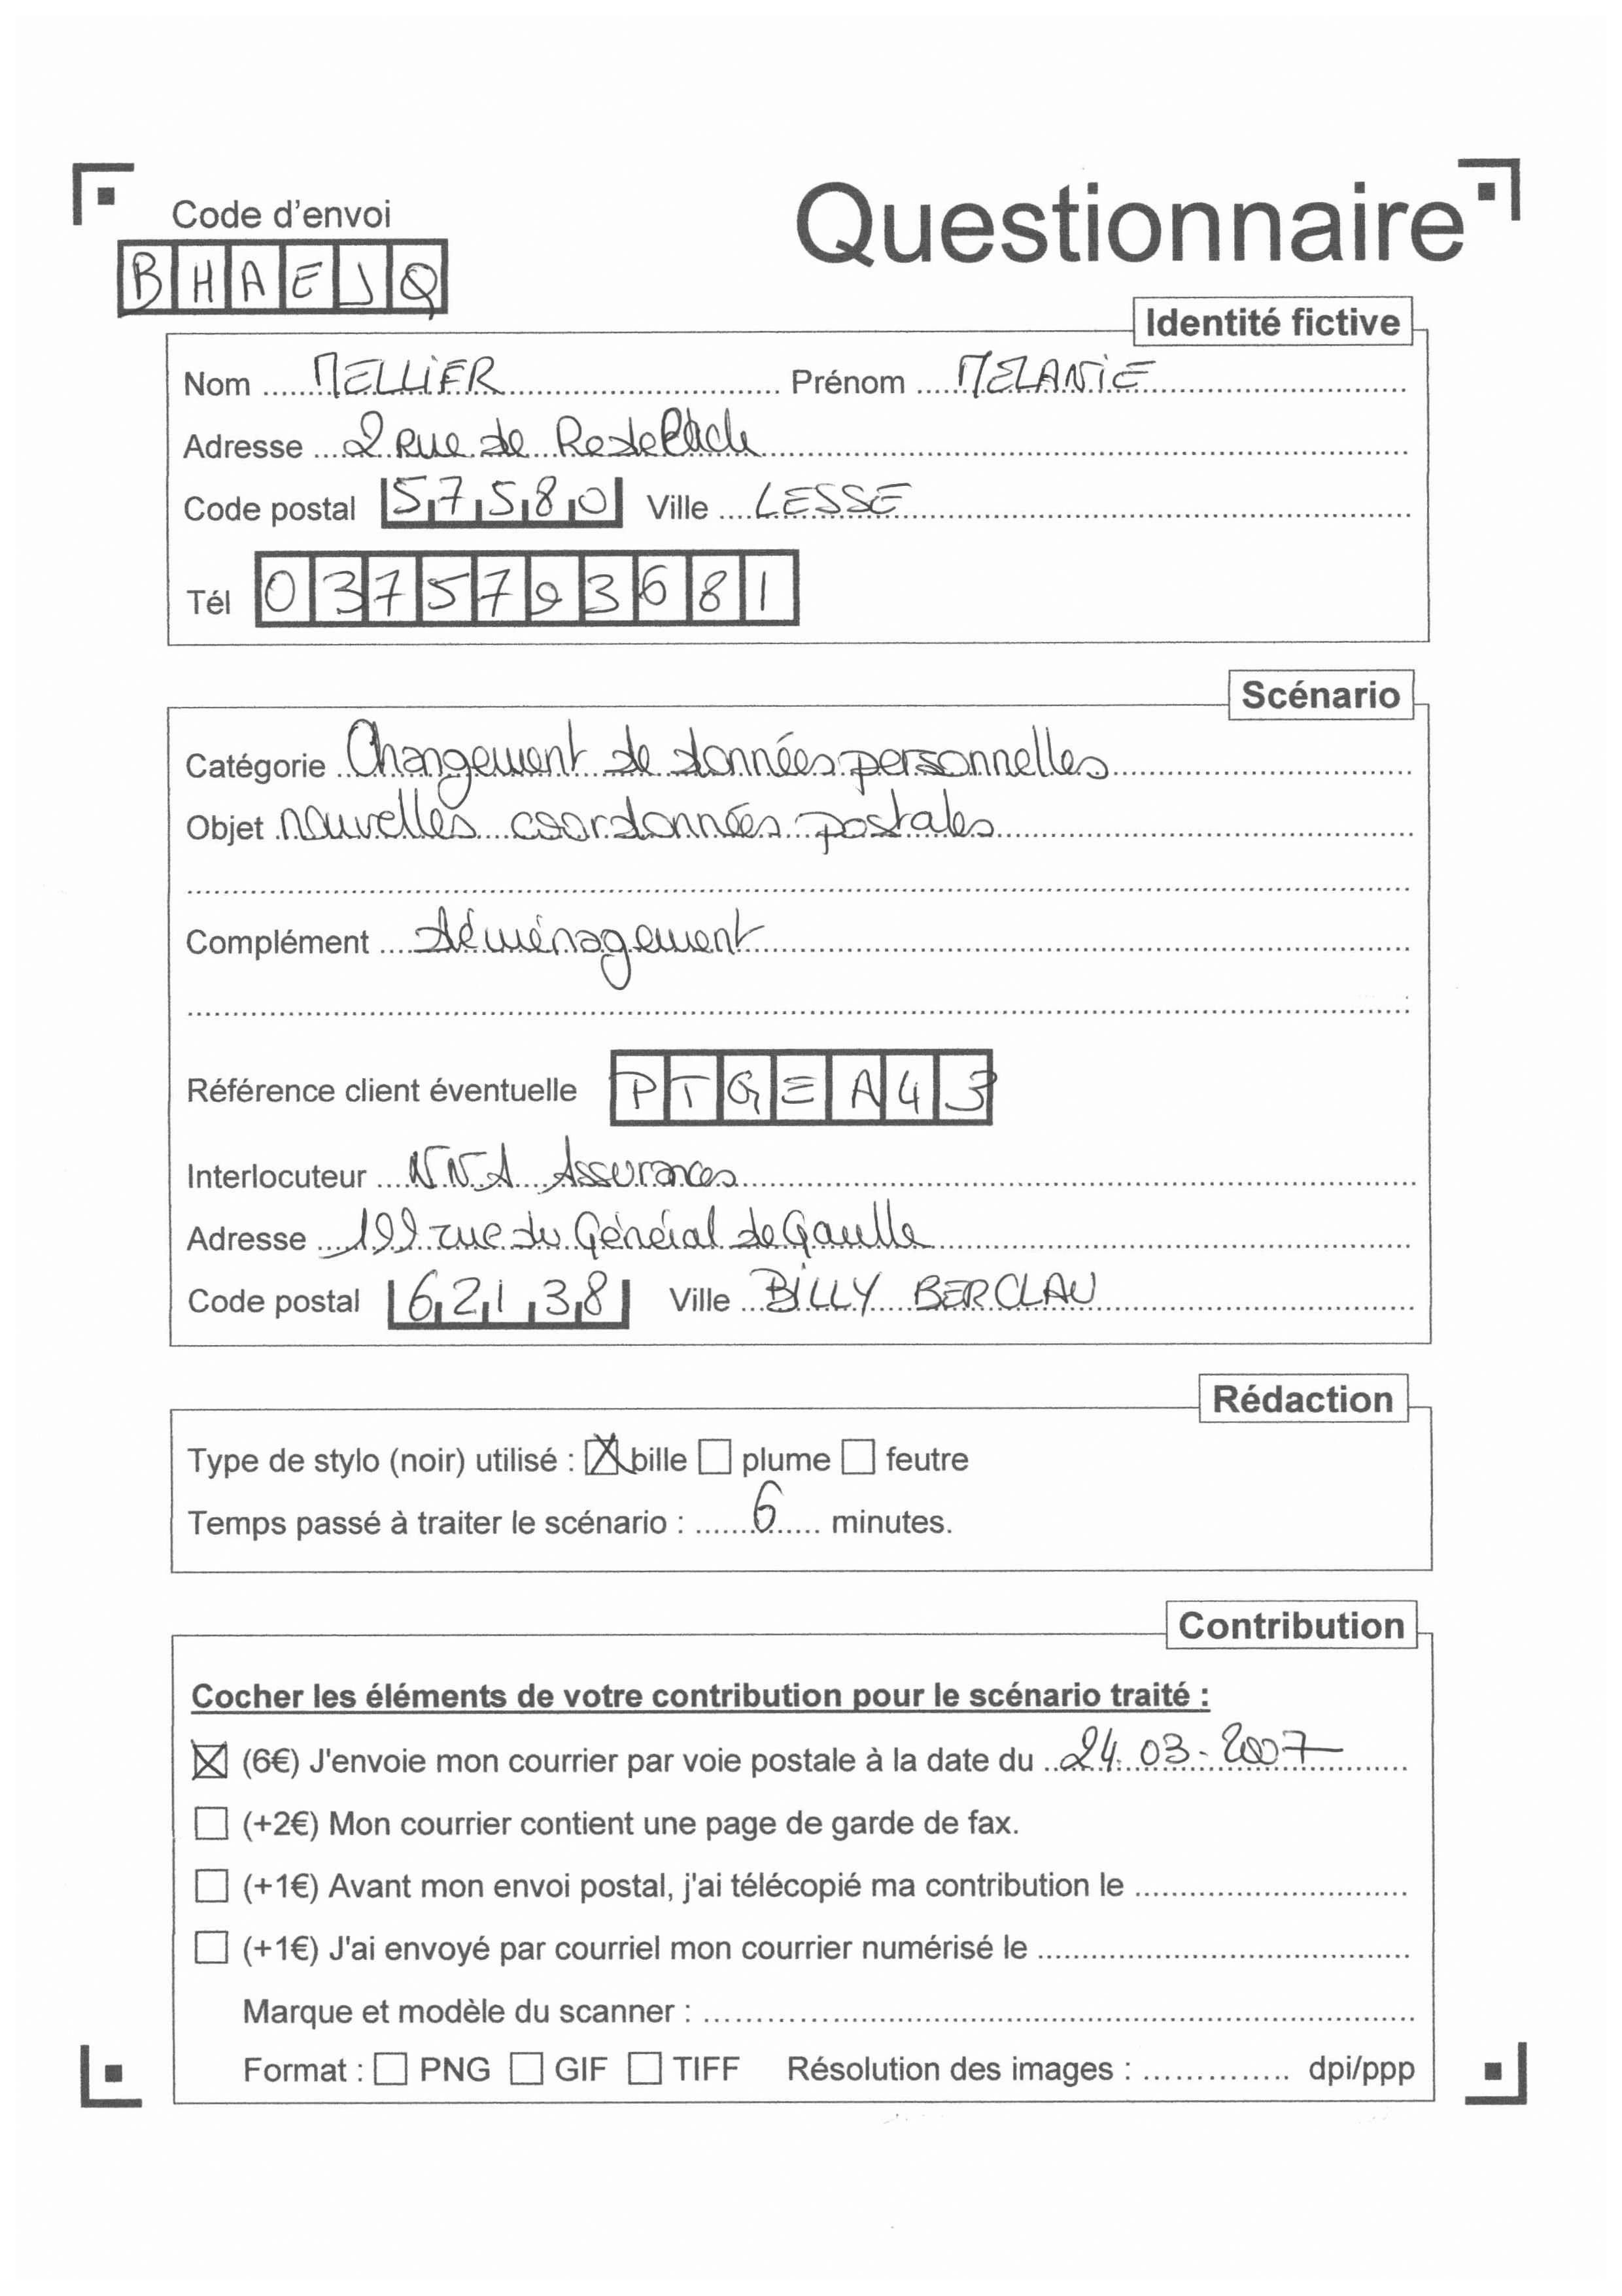 Questionnaire
Code d'envoi
BHAEJQ
Identité fictive
Nom MELLIER Prénom MELANIE
Adresse 2 Rue de
Code postal 57580 Ville LESSE
Tél 0375793681
Scénario
Catégorie Changement de données personnelles
Objet nouvelles coordonnées postales
Complément déménagement
Référence client éventuelle PTGEA43
Interlocuteur NNA Assurances
Adresse 199 rue du Général de Gaulle
Code postal 62138 Ville BILLY BERCLAU
Rédaction
Type de stylo (noir) utilisé : bille plume feutre
Temps passé à traiter le scénario : 6 minutes.
Contribution
Cocher les éléments de votre contribution pour le scénario traité :
(6€) J'envoie mon courrier par voie postale à la date du 24.03-2007
(+2€) Mon courrier contient une page de garde de fax.
(+1€) Avant mon envoi postal, j'ai télécopié ma contribution le
(+1€) J'ai envoyé par courriel mon courrier numérisé le
Marque et modèle du scanner :
Format : PNG GIF TIFF Résolution des images : dpi/ppp